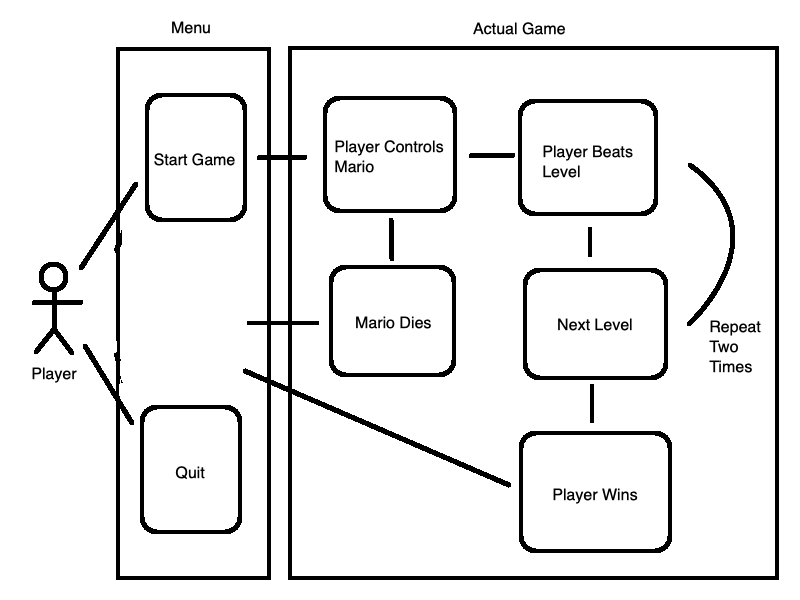 Menu
Actual Game
Start Game
Player Controls
Mario
Player Beats
Level
Mario Dies
Next Level
Repeat
Two
Times
Player
Quit
Player Wins